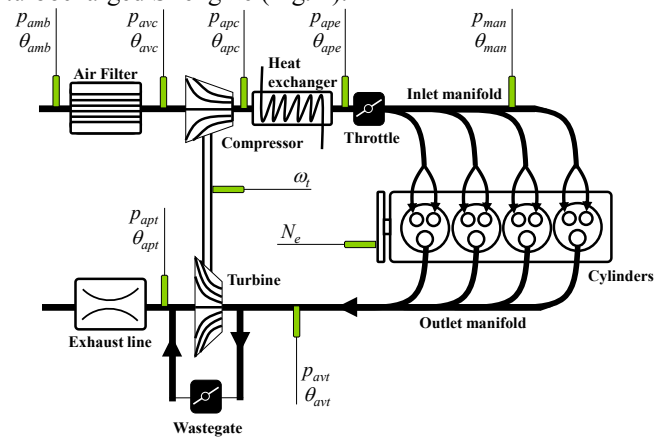 p_amb
θ_amb
p_avc
θ_avc
p_apc
θ_apc
p_ape
θ_ape
p_man
θ_man
Air Filter
Heat
exchanger
Inlet manifold
Compressor
Throttle
ω_t
N_e
p_apt
θ_apt
Turbine
Cylinders
Exhaust line
Outlet manifold
p_avt
θ_avt
Wastegate